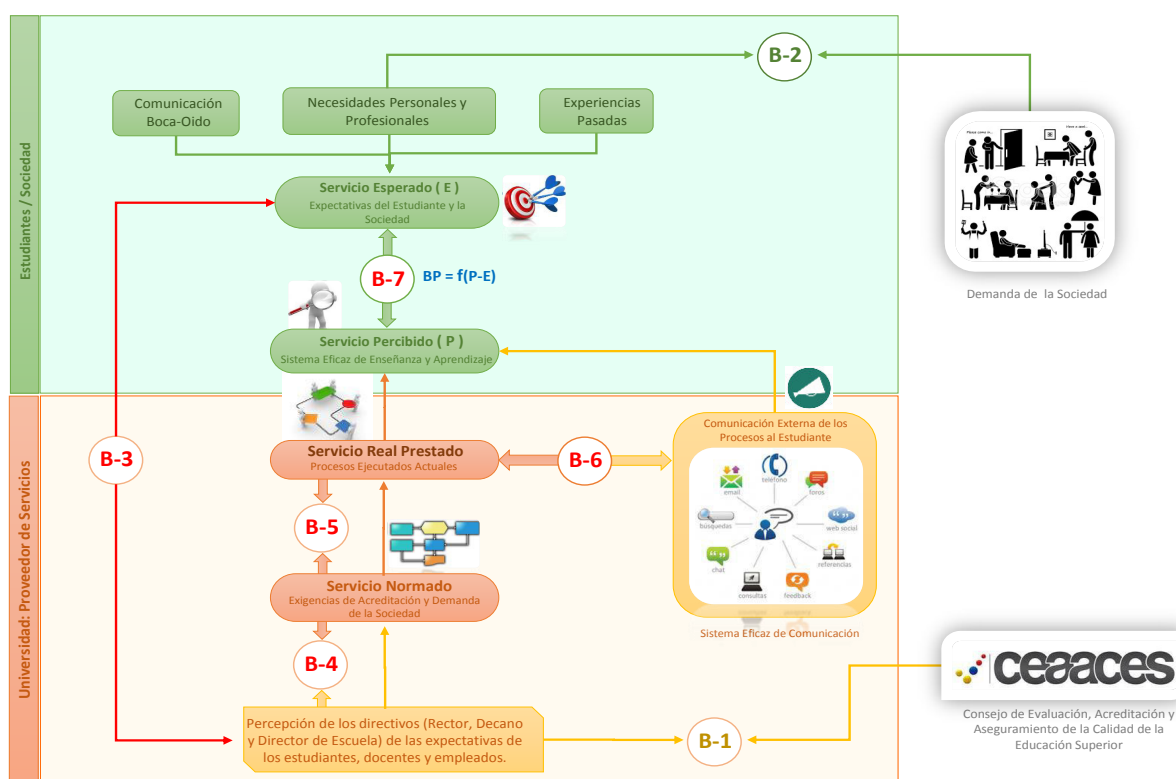 Estudiantes / Sociedad
B-2
Comunicación
Boca-Oido
Necesidades Personales y
Profesionales
Experiencias
Pasadas
Servicio Esperado ( E )
Expectativas del Estudiante y la
Sociedad
B-7
BP = f(P-E)
Servicio Percibido ( P )
Sistema Eficaz de Enseñanza y Aprendizaje
Demanda de la Sociedad
Universidad: Proveedor de Servicios
B-3
Servicio Real Prestado
Procesos Ejecutados Actuales
B-6
Comunicación Externa de los
Procesos al Estudiante
teléfono
email
foros
búsquedas
web social
chat
referencias
consultas
feedback
Sistema Eficaz de Comunicación
B-5
Servicio Normado
Exigencias de Acreditación y Demanda
de la Sociedad
B-4
Percepción de los directivos (Rector, Decano
y Director de Escuela) de las expectativas de
los estudiantes, docentes y empleados.
B-1
ceaaces
Consejo de Evaluación, Acreditación y
Aseguramiento de la Calidad de la
Educación Superior